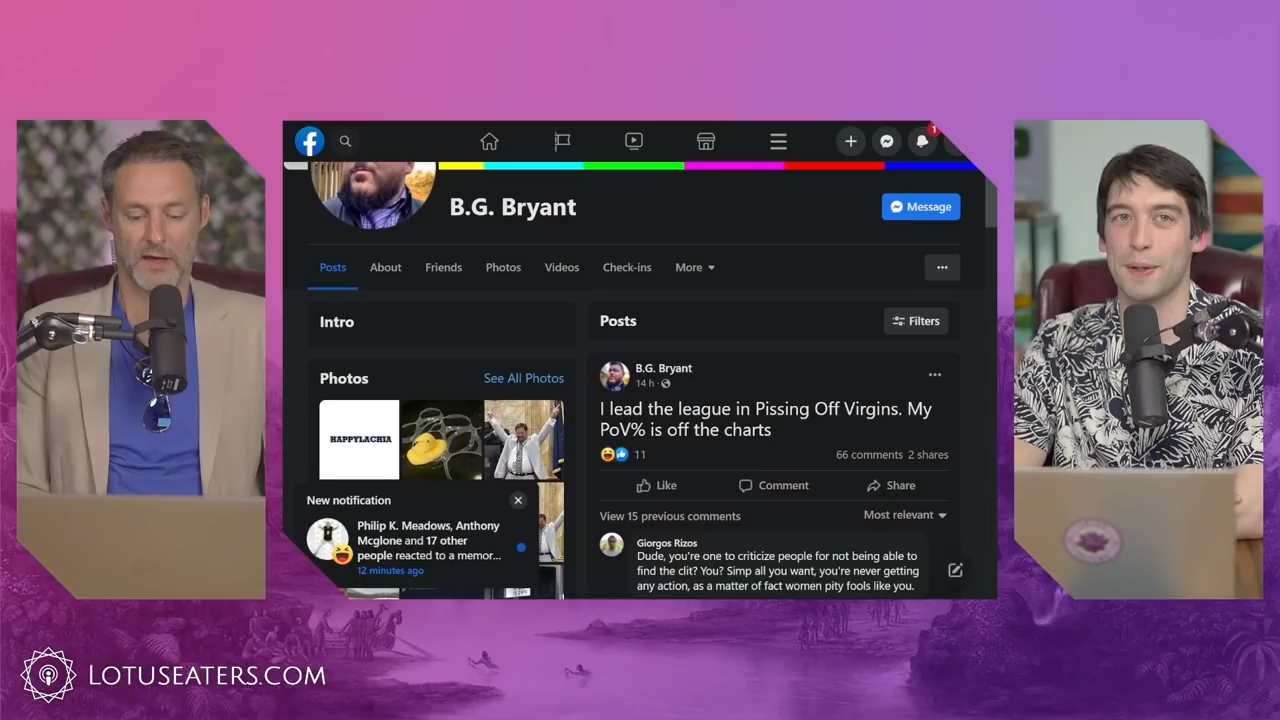 B.G. Bryant
Message
Posts
About
Friends
Photos
Videos
Check-ins
More
Intro
Photos
See All Photos
HAPPYLACHIA
New notification
Philip K. Meadows, Anthony
Mcglone and 17 other
people reacted to a memor...
12 minutes ago
Posts
Filters
B.G. Bryant
14 h ·
I lead the league in Pissing Off Virgins. My
PoV% is off the charts
11
66 comments 2 shares
Like
Comment
Share
View 15 previous comments
Most relevant
Giorgos Rizos
Dude, you're one to criticize people for not being able to
find the clit? You? Simp all you want, you're never getting
any action, as a matter of fact women pity fools like you.
1
LOTUSEATERS.COM